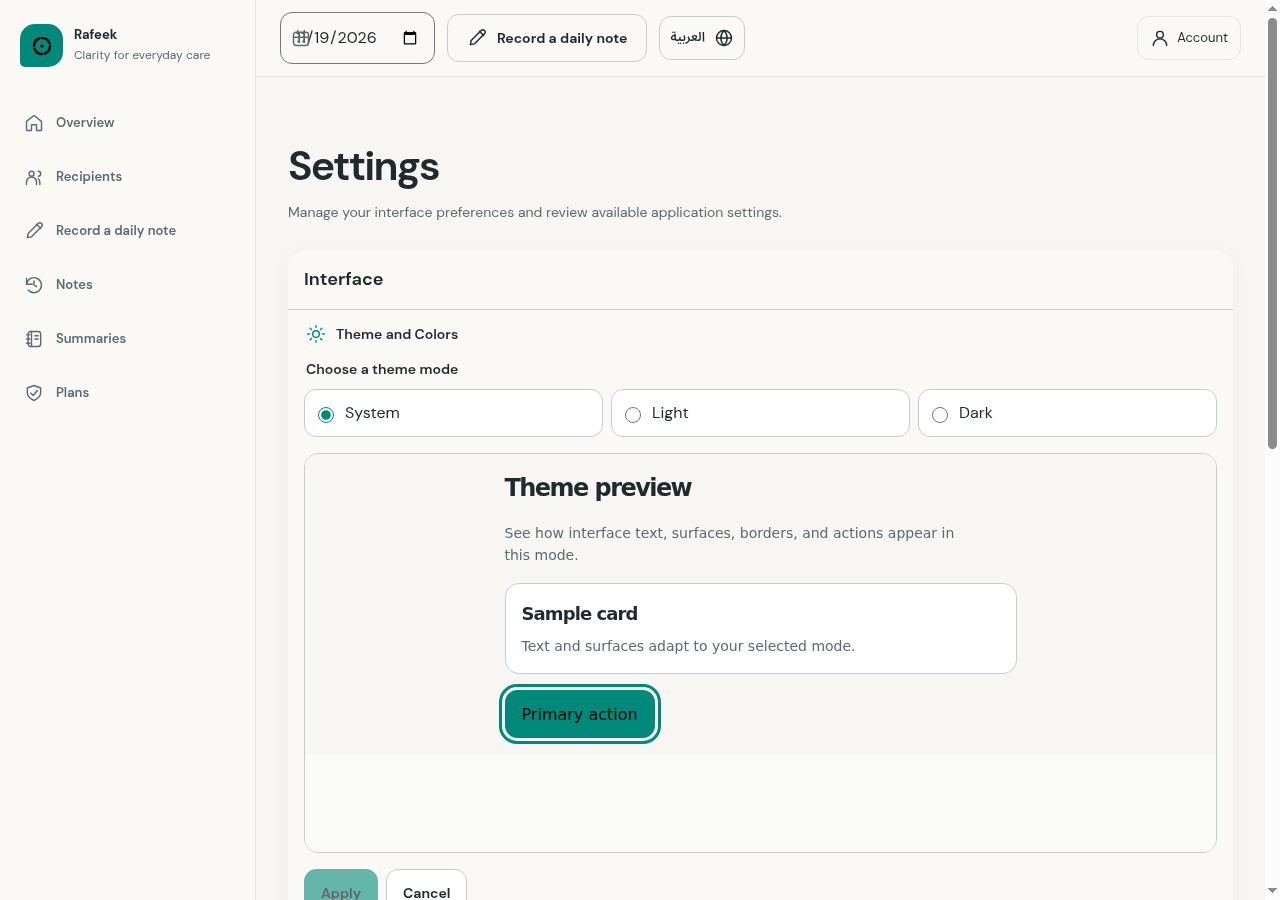 Rafeek
Clarity for everyday care
Overview
Recipients
Record a daily note
Notes
Summaries
Plans
/19/2026
Record a daily note
العربية
Account
Settings
Manage your interface preferences and review available application settings.
Interface
Theme and Colors
Choose a theme mode
System
Light
Dark
Theme preview
See how interface text, surfaces, borders, and actions appear in
this mode.
Sample card
Text and surfaces adapt to your selected mode.
Primary action
Apply
Cancel